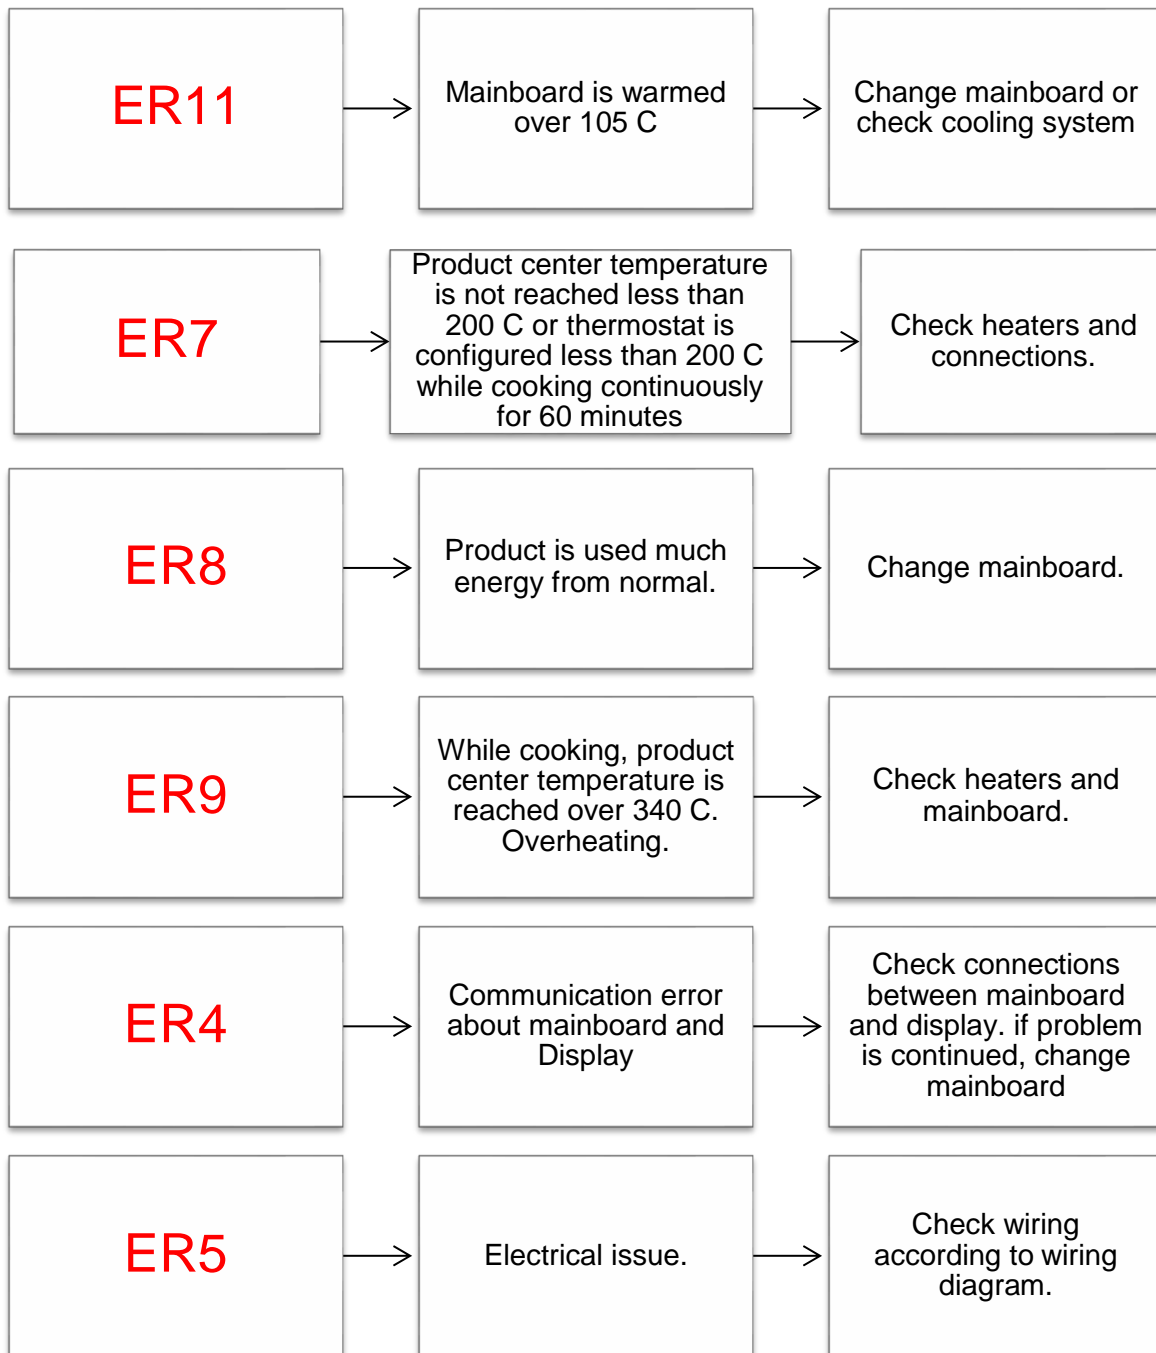 ER11
Mainboard is warmed
over 105 C
Change mainboard or
check cooling system
ER7
Product center temperature
is not reached less than
200 C or thermostat is
configured less than 200 C
while cooking continuously
for 60 minutes
Check heaters and
connections.
ER8
Product is used much
energy from normal.
Change mainboard.
ER9
While cooking, product
center temperature is
reached over 340 C.
Overheating.
Check heaters and
mainboard.
ER4
Communication error
about mainboard and
Display
Check connections
between mainboard
and display. if problem
is continued, change
mainboard
ER5
Electrical issue.
Check wiring
according to wiring
diagram.